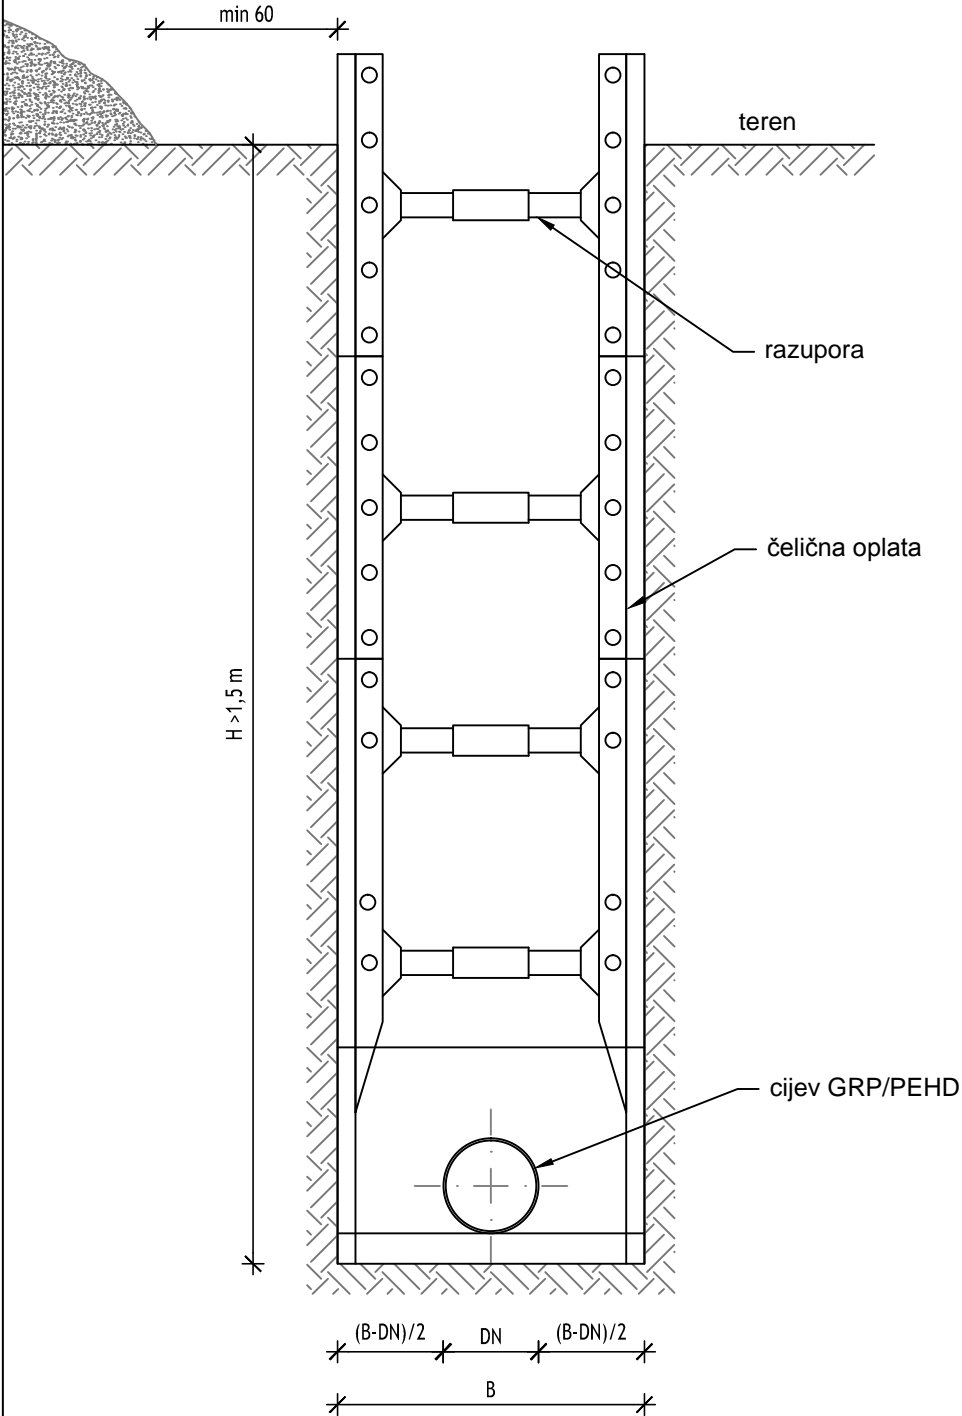 min 60
teren
razupora
čelična oplata
H >1,5 m
cijev GRP/PEHD
(B-DN)/2
DN
(B-DN)/2
B